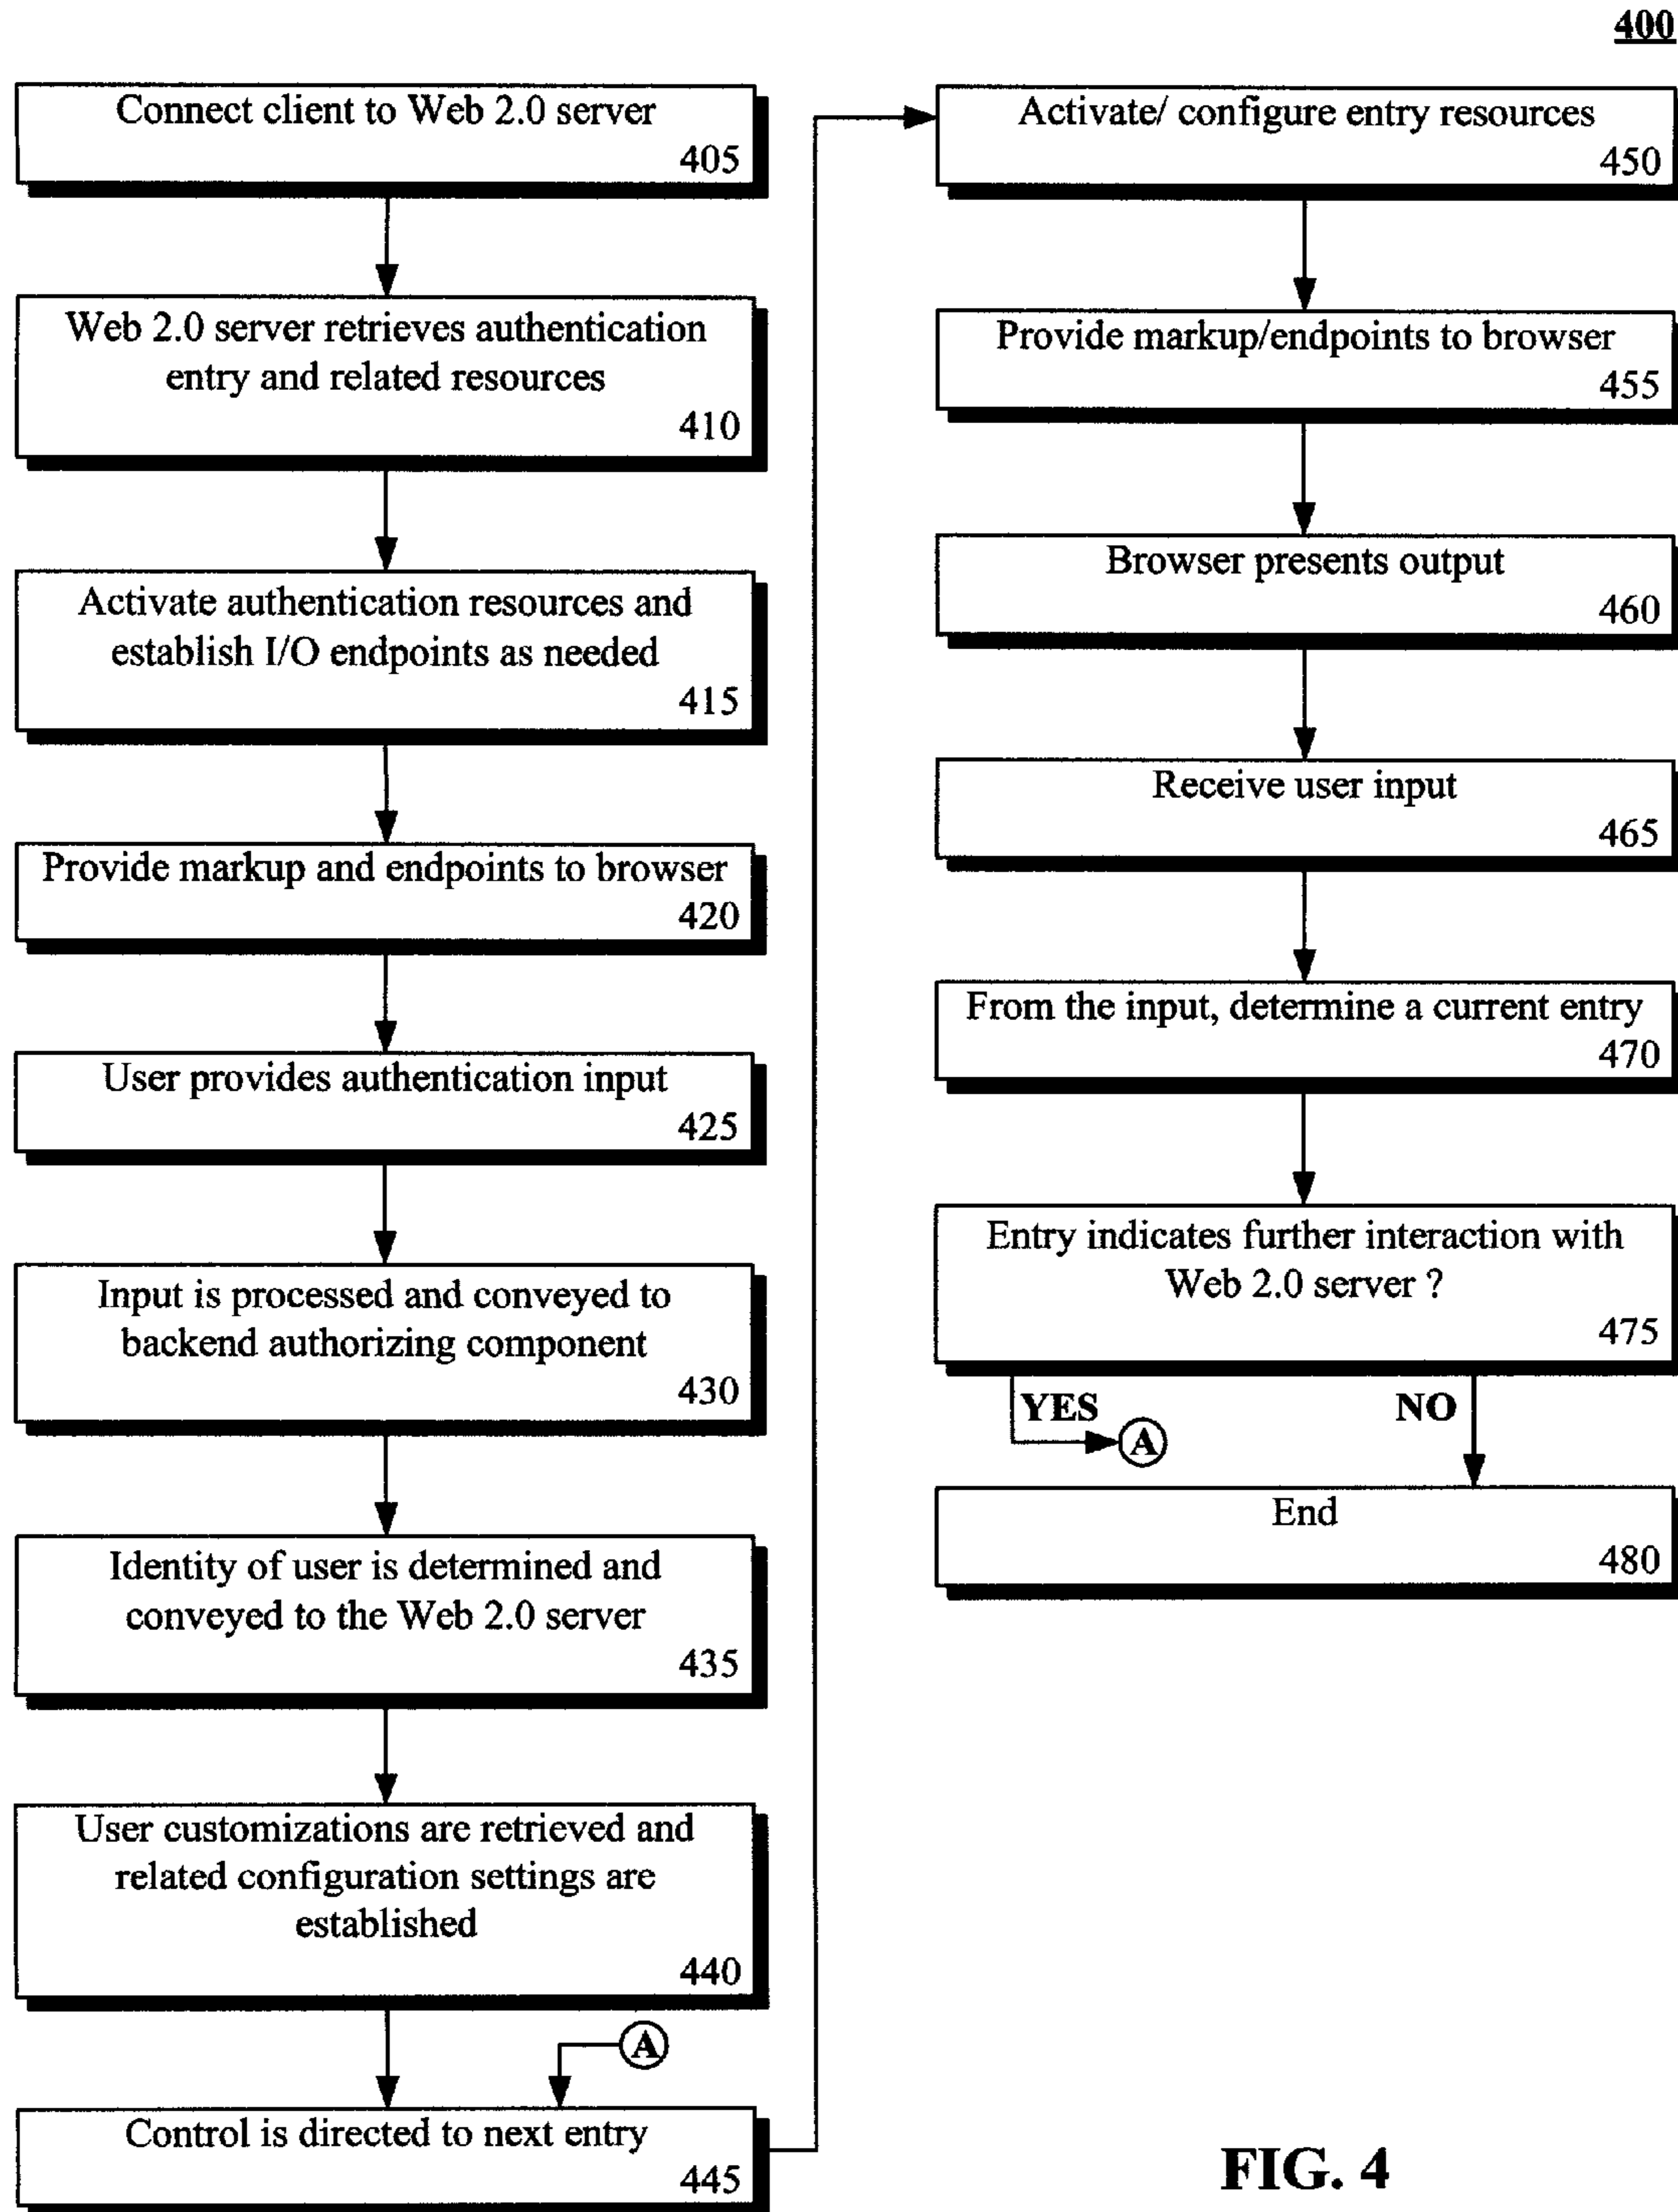 400
Connect client to Web 2.0 server
405
Web 2.0 server retrieves authentication
entry and related resources
410
Activate authentication resources and
establish I/O endpoints as needed
415
Provide markup and endpoints to browser
420
User provides authentication input
425
Input is processed and conveyed to
backend authorizing component
430
Identity of user is determined and
conveyed to the Web 2.0 server
435
User customizations are retrieved and
related configuration settings are
established
440
A
Control is directed to next entry
445
Activate/ configure entry resources
450
Provide markup/endpoints to browser
455
Browser presents output
460
Receive user input
465
From the input, determine a current entry
470
Entry indicates further interaction with
Web 2.0 server ?
475
YES
NO
A
End
480
FIG. 4